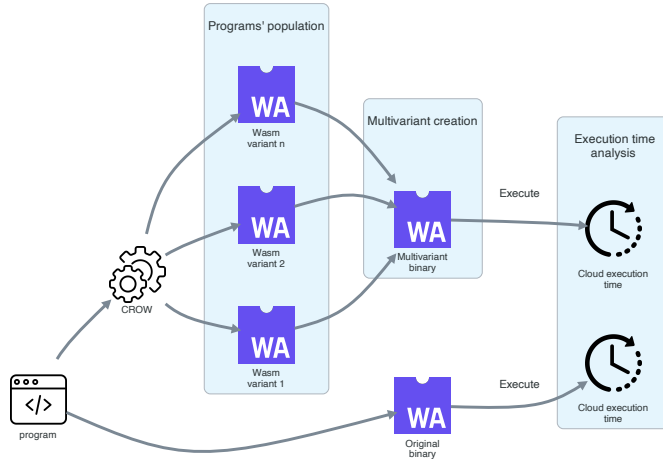 Programs' population
WA
Wasm
variant n
WA
Wasm
variant 2
WA
Wasm
variant 1
CROW
</>
program
Multivariant creation
WA
Multivariant
binary
WA
Original
binary
Execute
Execute
Execution time
analysis
Cloud execution
time
Cloud execution
time